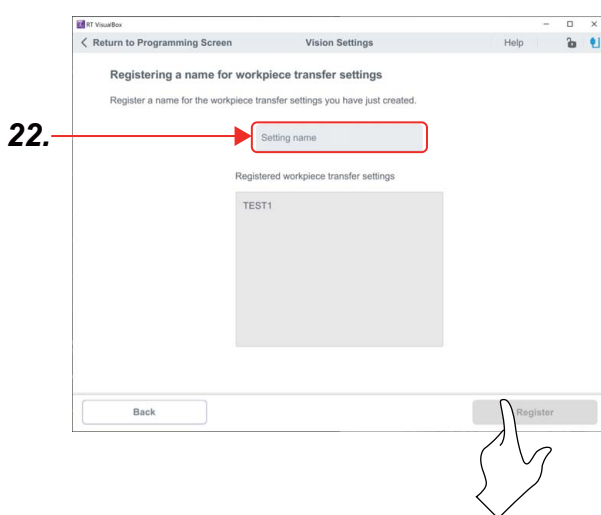 RT VisualBox
Return to Programming Screen Vision Settings Help
Registering a name for workpiece transfer settings
Register a name for the workpiece transfer settings you have just created.
22.
Setting name
Registered workpiece transfer settings
TEST1
Back Register